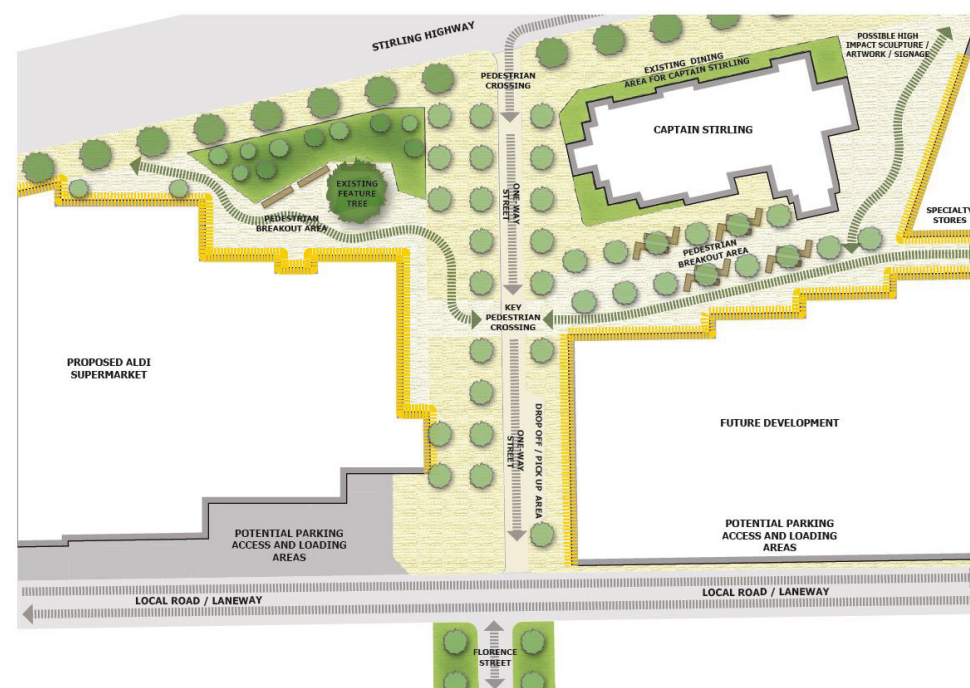 STIRLING HIGHWAY
PEDESTRIAN
CROSSING
EXISTING DINING
AREA FOR CAPTAIN STIRLING
POSSIBLE HIGH
IMPACT SCULPTURE /
ARTWORK / SIGNAGE
CAPTAIN STIRLING
EXISTING
FEATURE
TREE
ONE-WAY
STREET
PEDESTRIAN
BREAKOUT AREA
SPECIALTY
STORES
PEDESTRIAN
BREAKOUT AREA
KEY
PEDESTRIAN
CROSSING
PROPOSED ALDI
SUPERMARKET
ONE-WAY
STREET
DROP OFF / PICK UP AREA
FUTURE DEVELOPMENT
POTENTIAL PARKING
ACCESS AND LOADING
AREAS
POTENTIAL PARKING
ACCESS AND LOADING
AREAS
LOCAL ROAD / LANEWAY
LOCAL ROAD / LANEWAY
FLORENCE
STREET